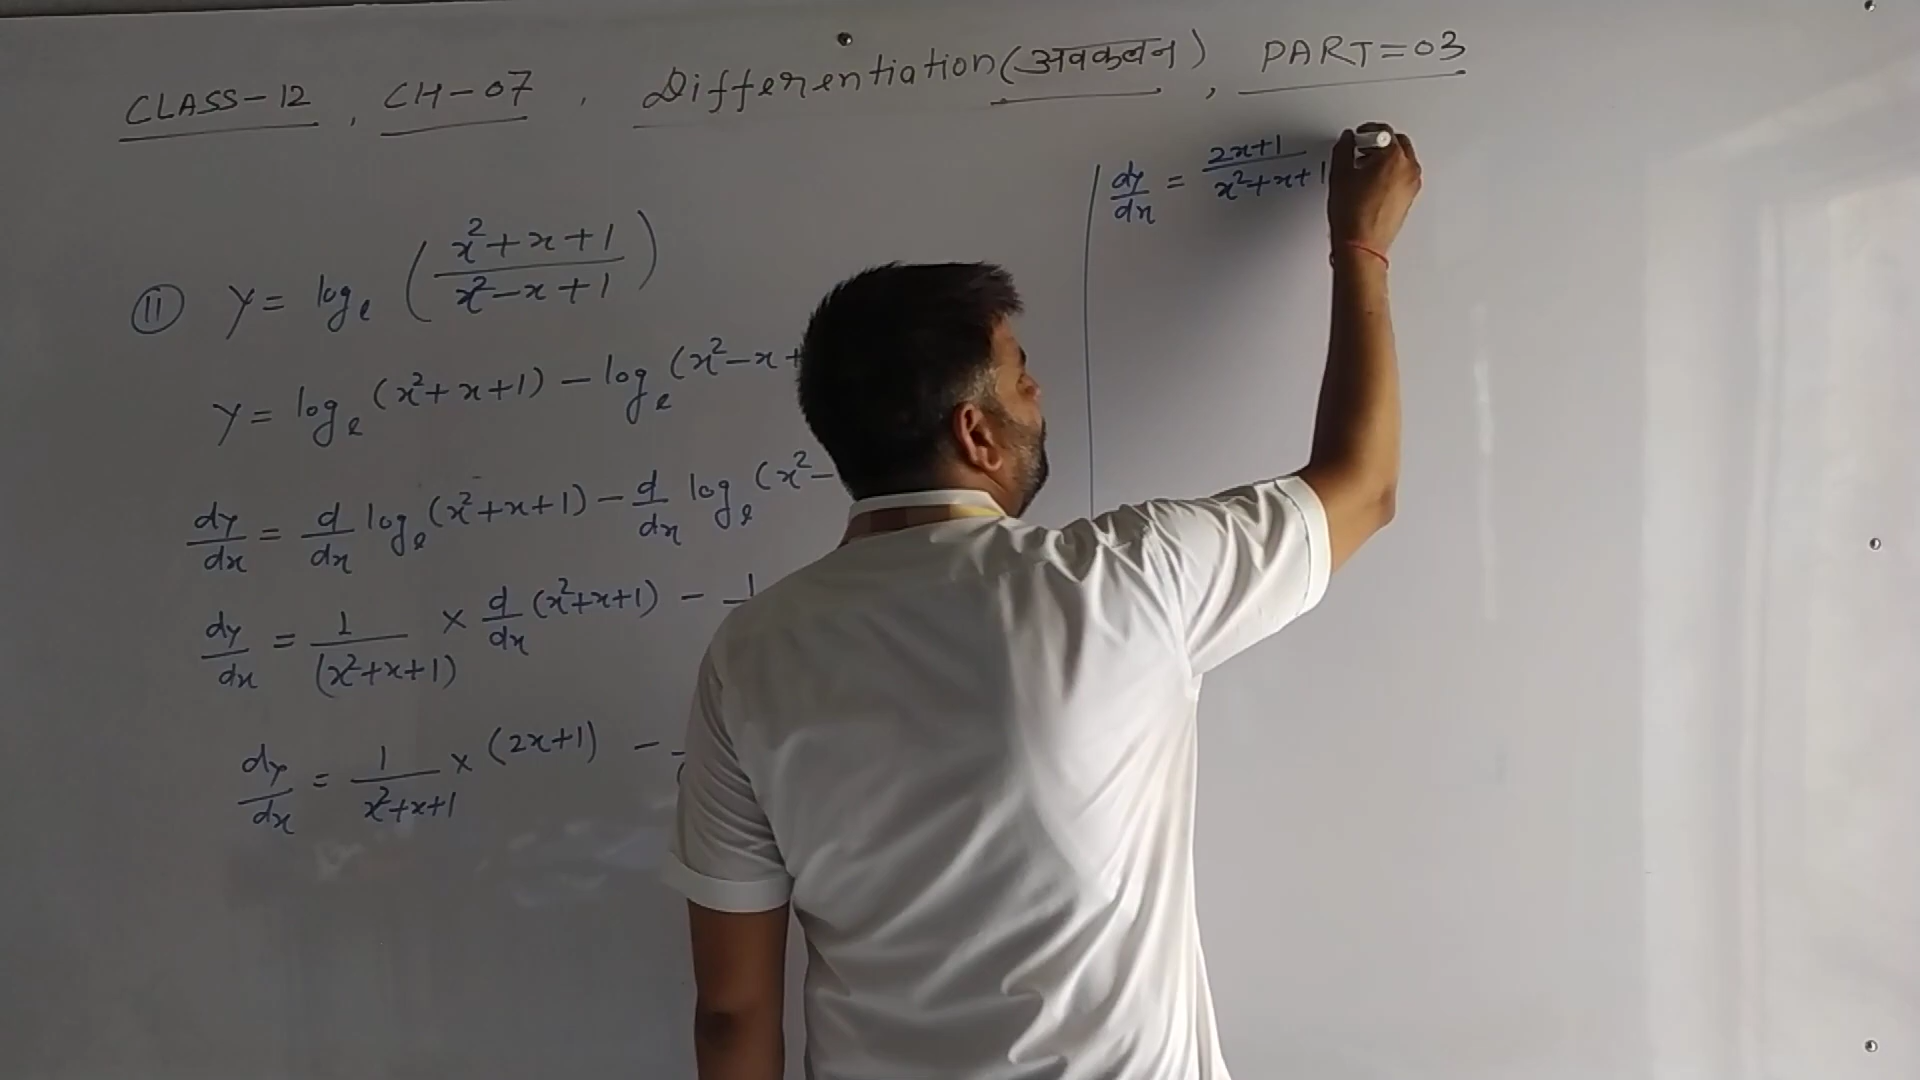 CLASS-12, CH-07, Differentiation (अवकलन), PART=03
(11) y = logₑ ((x²+x+1)/(x²-x+1))
y = logₑ (x²+x+1) - logₑ (x²-x+
dy/dx = d/dx logₑ (x²+x+1) - d/dx logₑ (x²-
dy/dx = 1/(x²+x+1) × d/dx (x²+x+1) - 1
dy/dx = 1/x²+x+1 × (2x+1) -
dy/dx = 2x+1/x²+x+1